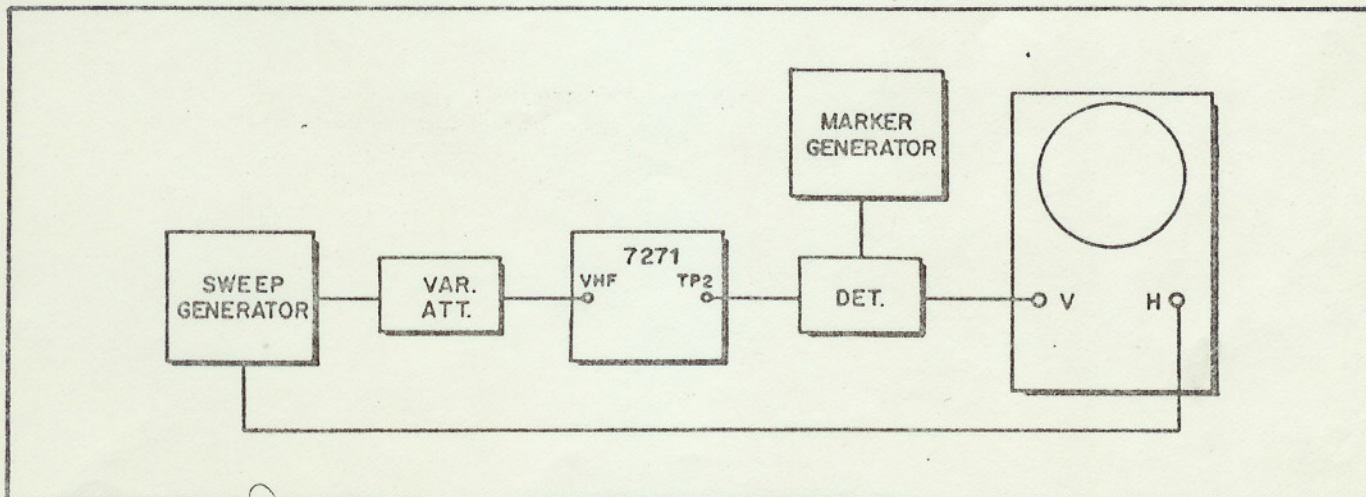 MARKER
GENERATOR
SWEEP
GENERATOR
VAR.
ATT.
7271
VHF TP2
DET.
V H